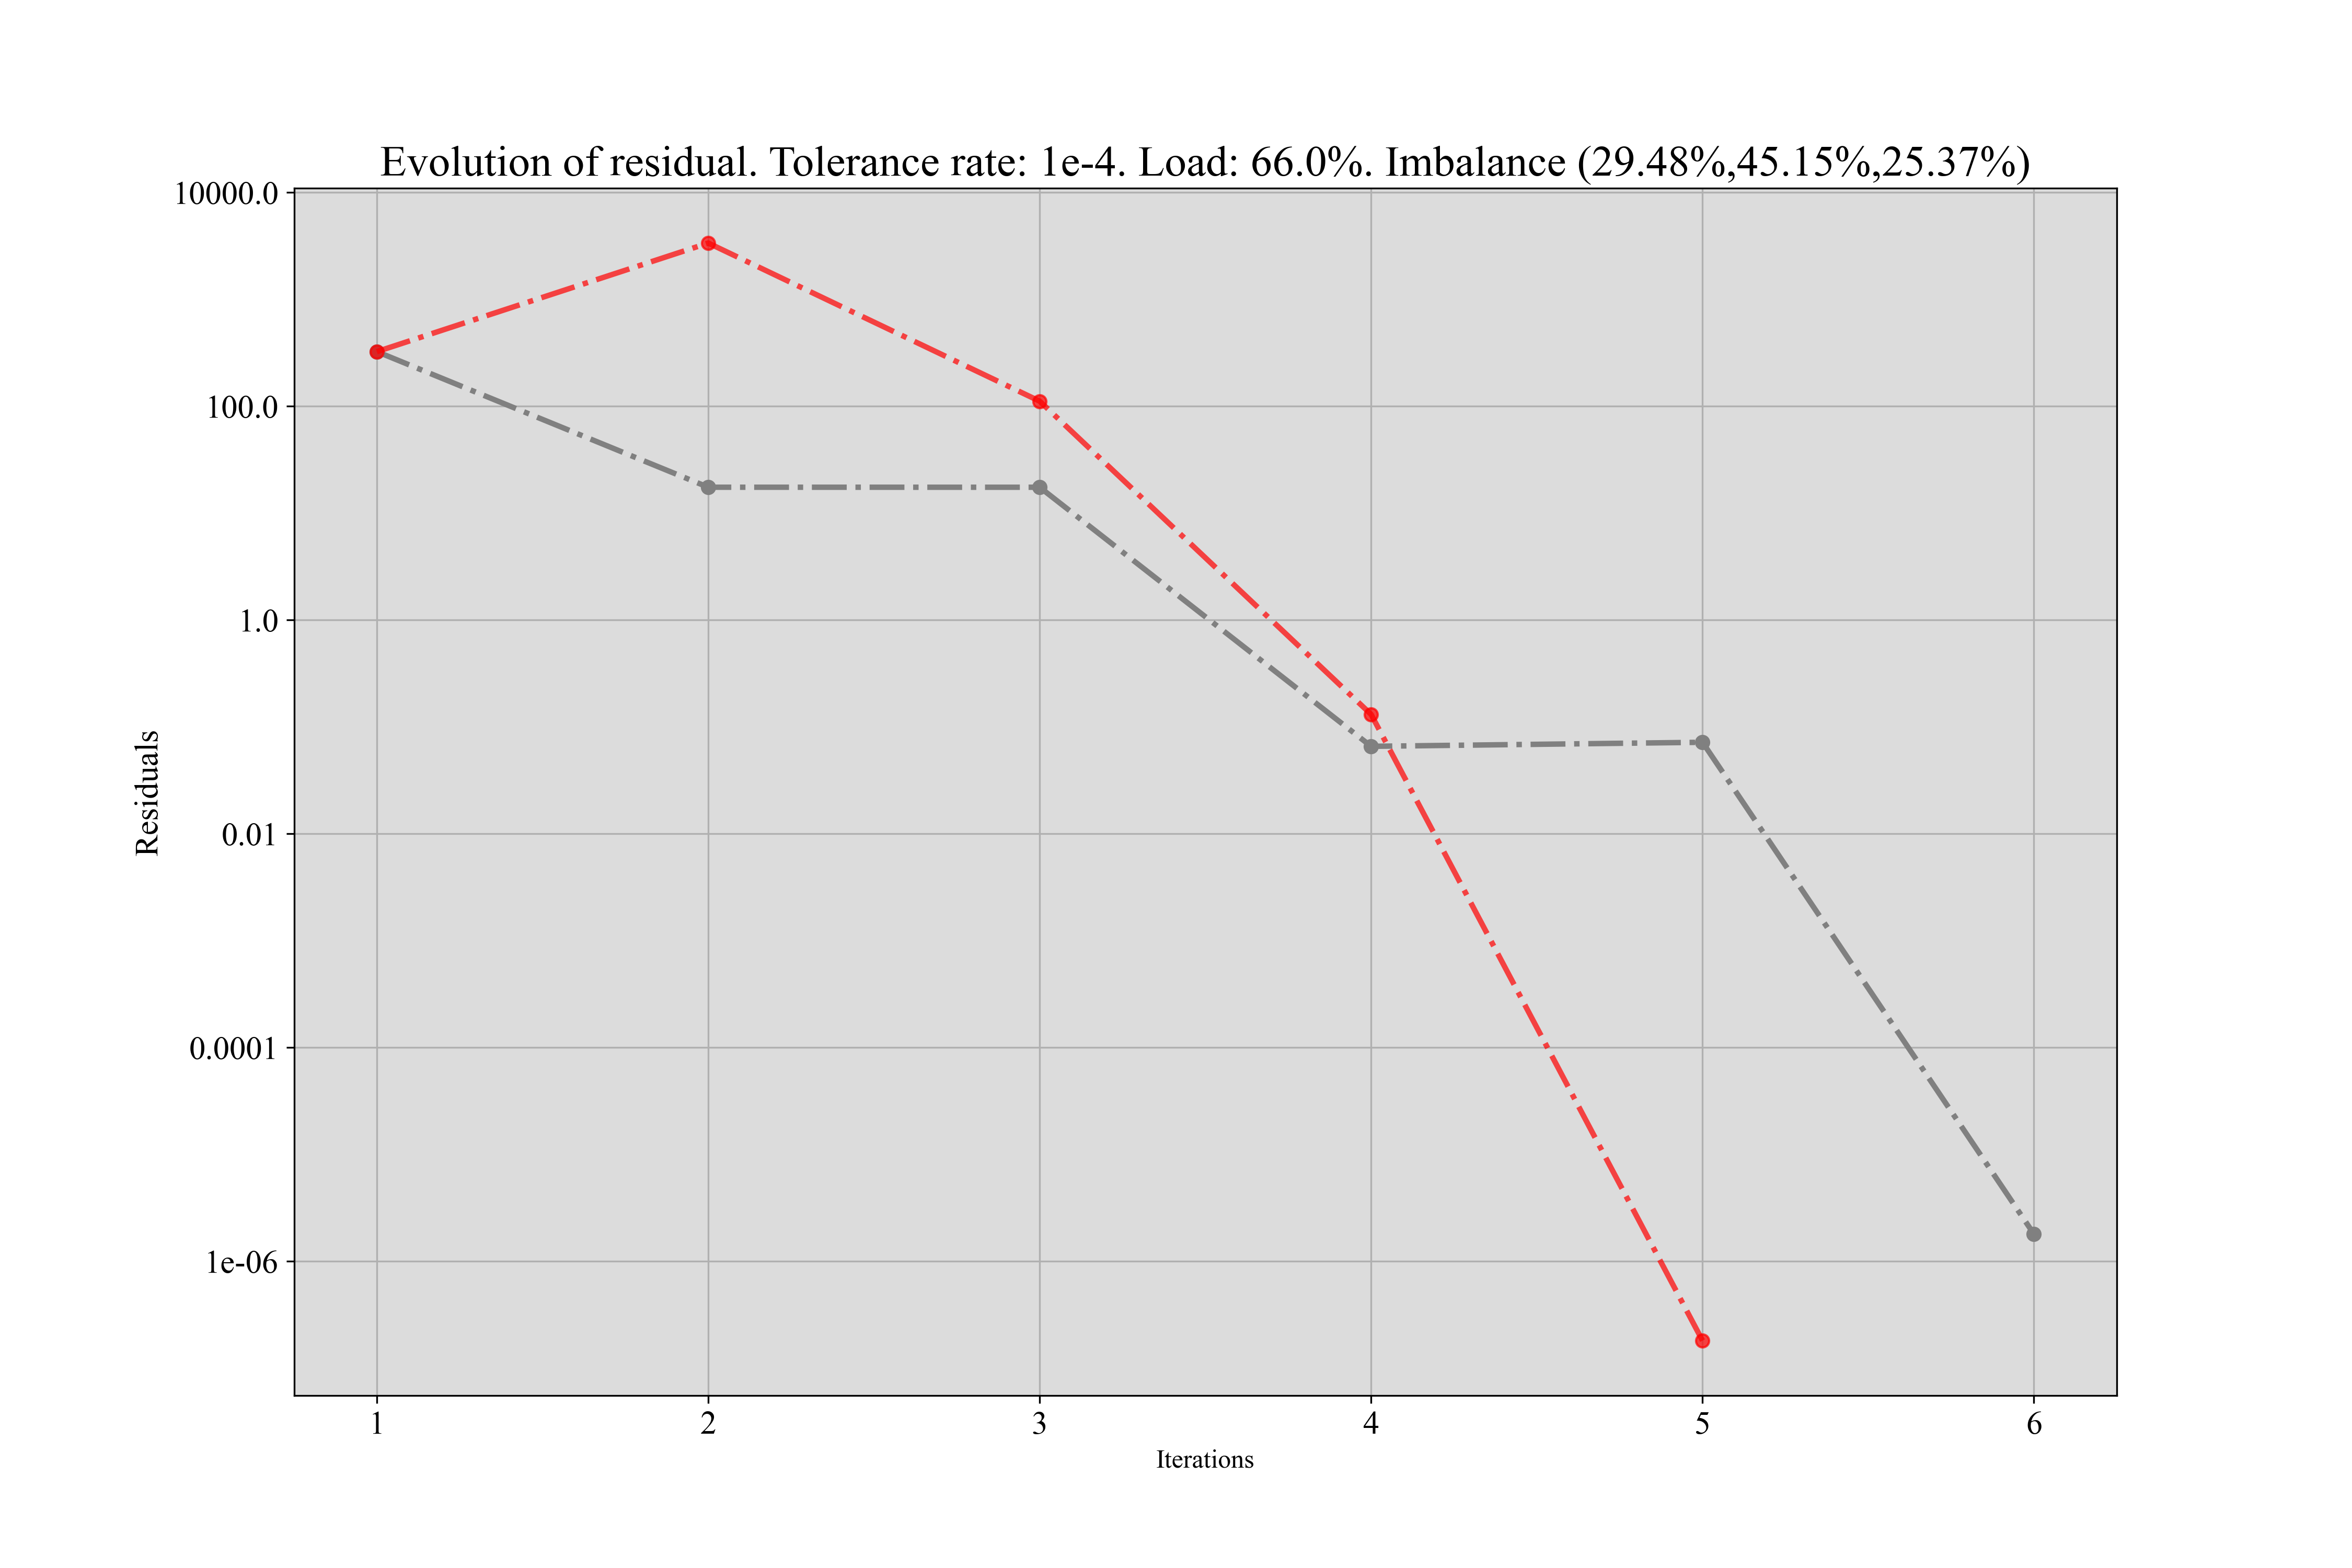 Evolution of residual. Tolerance rate: 1e-4. Load: 66.0%. Imbalance (29.48%,45.15%,25.37%)
10000.0
100.0
1.0
0.01
0.0001
1e-06
Residuals
1 2 3 4 5 6
Iterations